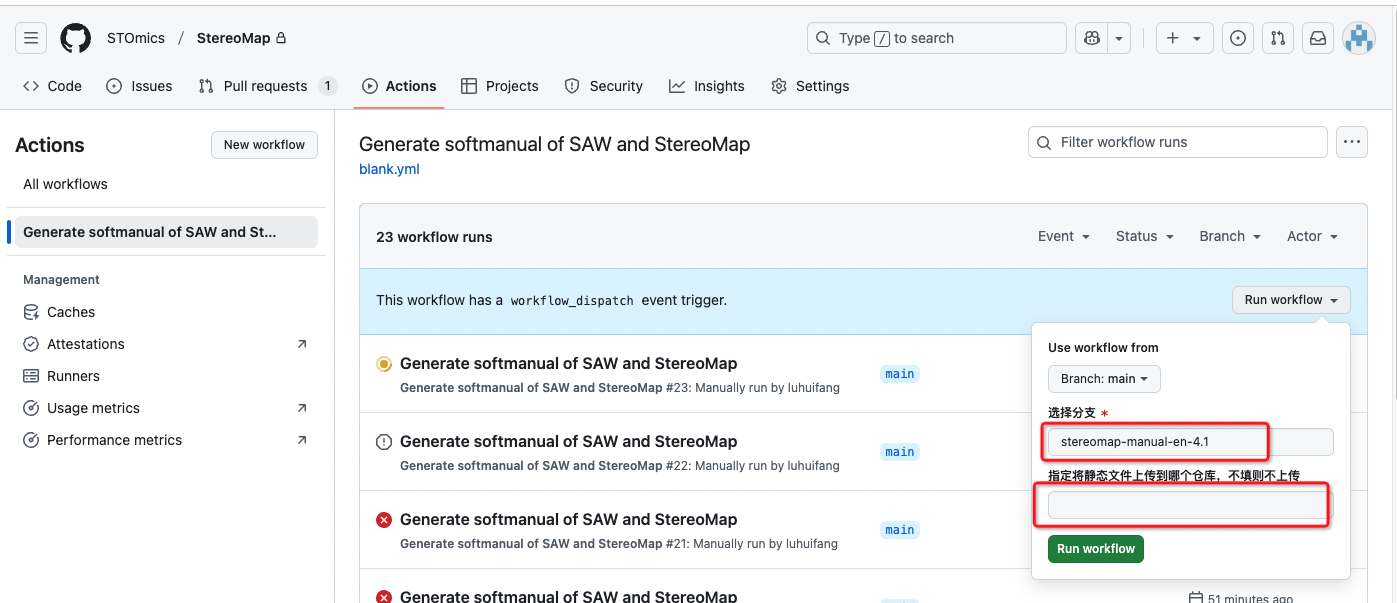 STOmics / StereoMap
Type / to search
Code Issues Pull requests 1 Actions Projects Security Insights Settings
Actions
New workflow
All workflows
Generate softmanual of SAW and St...
Management
Caches
Attestations
Runners
Usage metrics
Performance metrics
Generate softmanual of SAW and StereoMap
blank.yml
Filter workflow runs
23 workflow runs
Event Status Branch Actor
This workflow has a workflow_dispatch event trigger.
Run workflow
Generate softmanual of SAW and StereoMap
main
Generate softmanual of SAW and StereoMap #23: Manually run by luhuifang
Generate softmanual of SAW and StereoMap
main
Generate softmanual of SAW and StereoMap #22: Manually run by luhuifang
Generate softmanual of SAW and StereoMap
main
Generate softmanual of SAW and StereoMap #21: Manually run by luhuifang
Generate softmanual of SAW and StereoMap
51 minutes ago
Use workflow from
Branch: main
选择分支 *
stereomap-manual-en-4.1
指定将静态文件上传到哪个仓库，不填则不上传
Run workflow